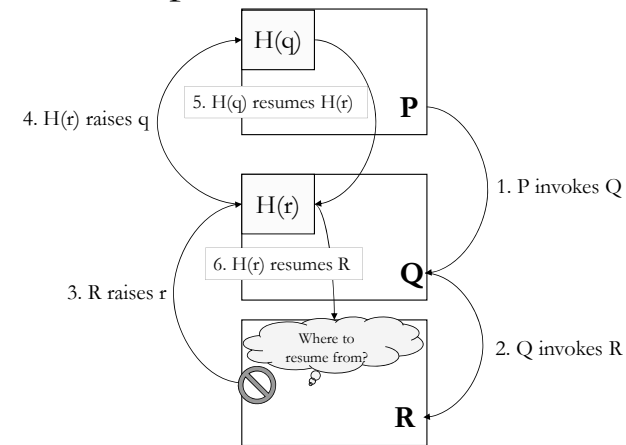 H(q)
5. H(q) resumes H(r)
P
4. H(r) raises q
1. P invokes Q
H(r)
6. H(r) resumes R
Q
3. R raises r
Where to
resume from?
2. Q invokes R
R